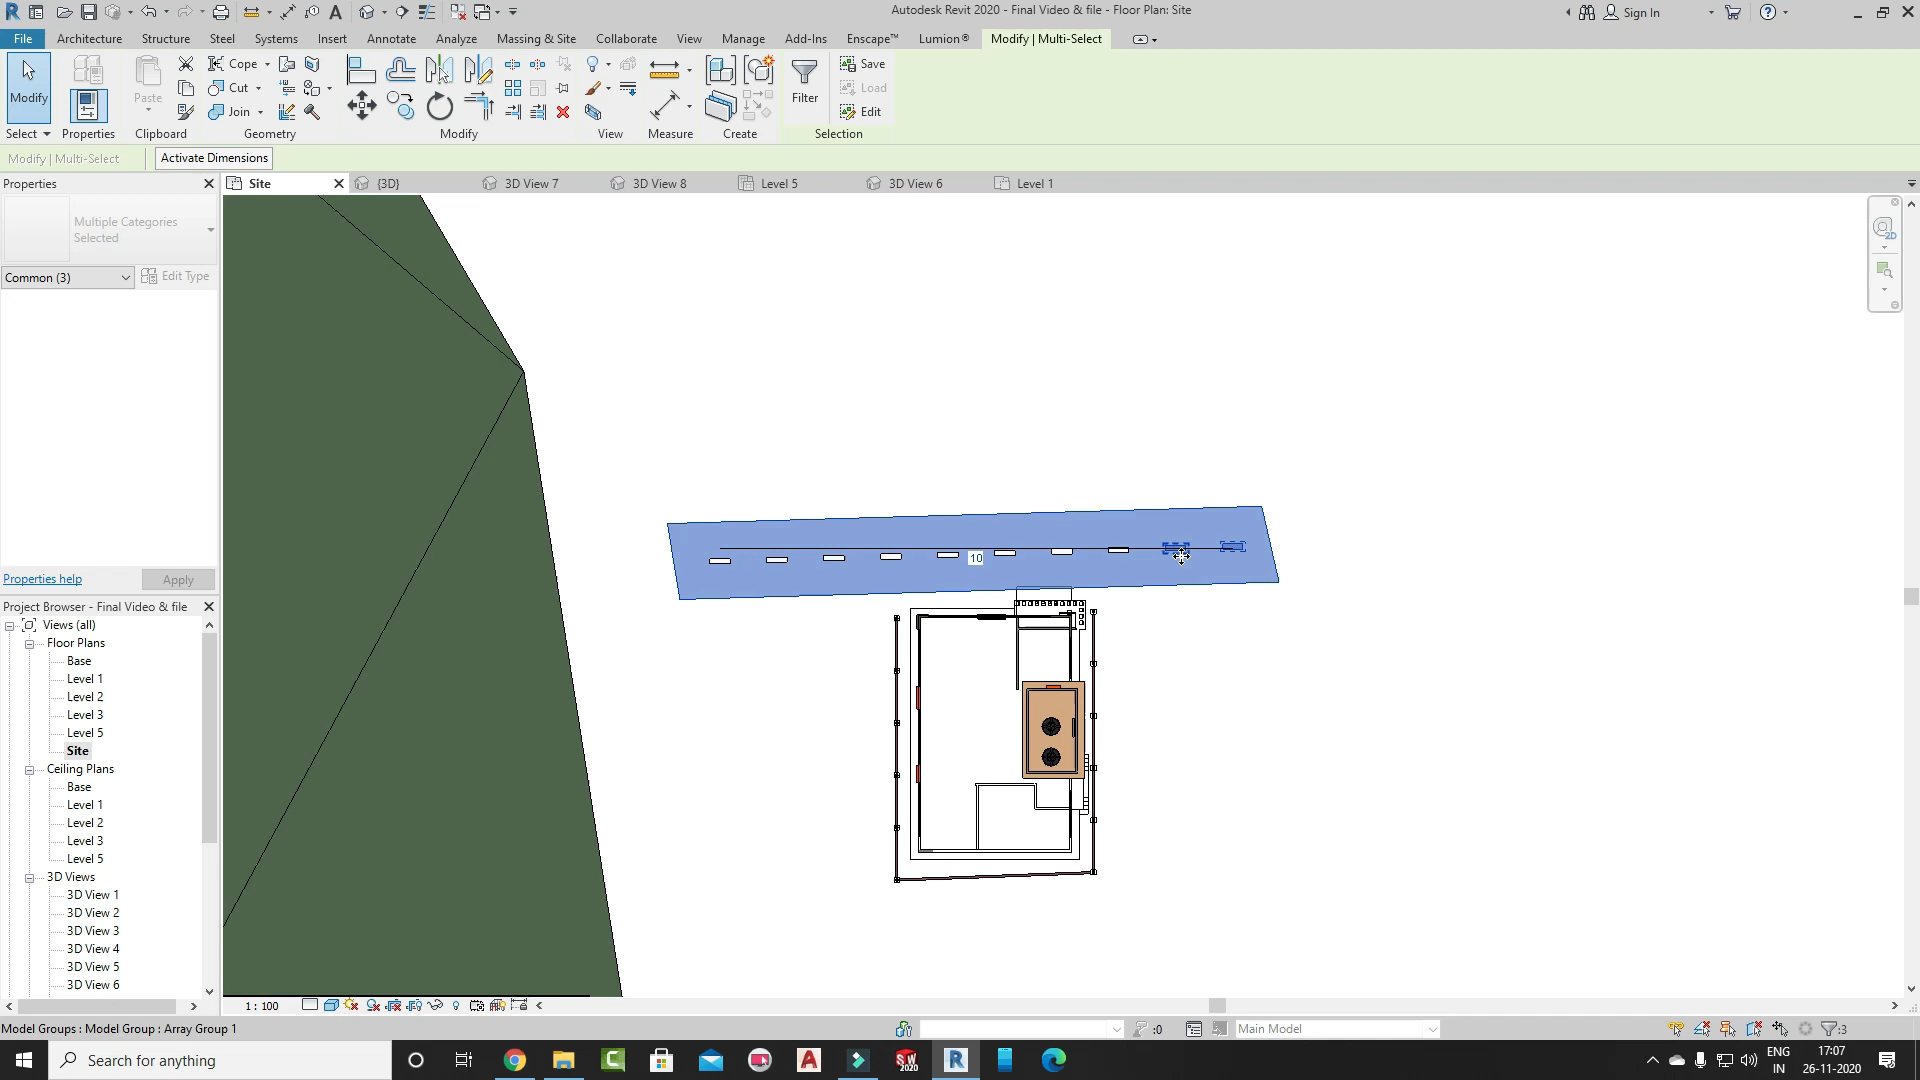 Autodesk Revit 2020 - Final Video & file - Floor Plan: Site
Sign In
File Architecture Structure Steel Systems Insert Annotate Analyze Massing & Site Collaborate View Manage Add-Ins Enscape™ Lumion® Modify | Multi-Select
Modify
Paste
Cope
Cut
Join
Filter
Save
Load
Edit
Select Properties Clipboard Geometry Modify View Measure Create Selection
Modify | Multi-Select Activate Dimensions
Properties
Site {3D} 3D View 7 3D View 8 Level 5 3D View 6 Level 1
Multiple Categories
Selected
Common (3) Edit Type
2D
10
Properties help Apply
Project Browser - Final Video & file
Views (all)
Floor Plans
Base
Level 1
Level 2
Level 3
Level 5
Site
Ceiling Plans
Base
Level 1
Level 2
Level 3
Level 5
3D Views
3D View 1
3D View 2
3D View 3
3D View 4
3D View 5
3D View 6
1 : 100
Model Groups : Model Group : Array Group 1
:0
Main Model
:3
Search for anything
ENG
IN
17:07
26-11-2020